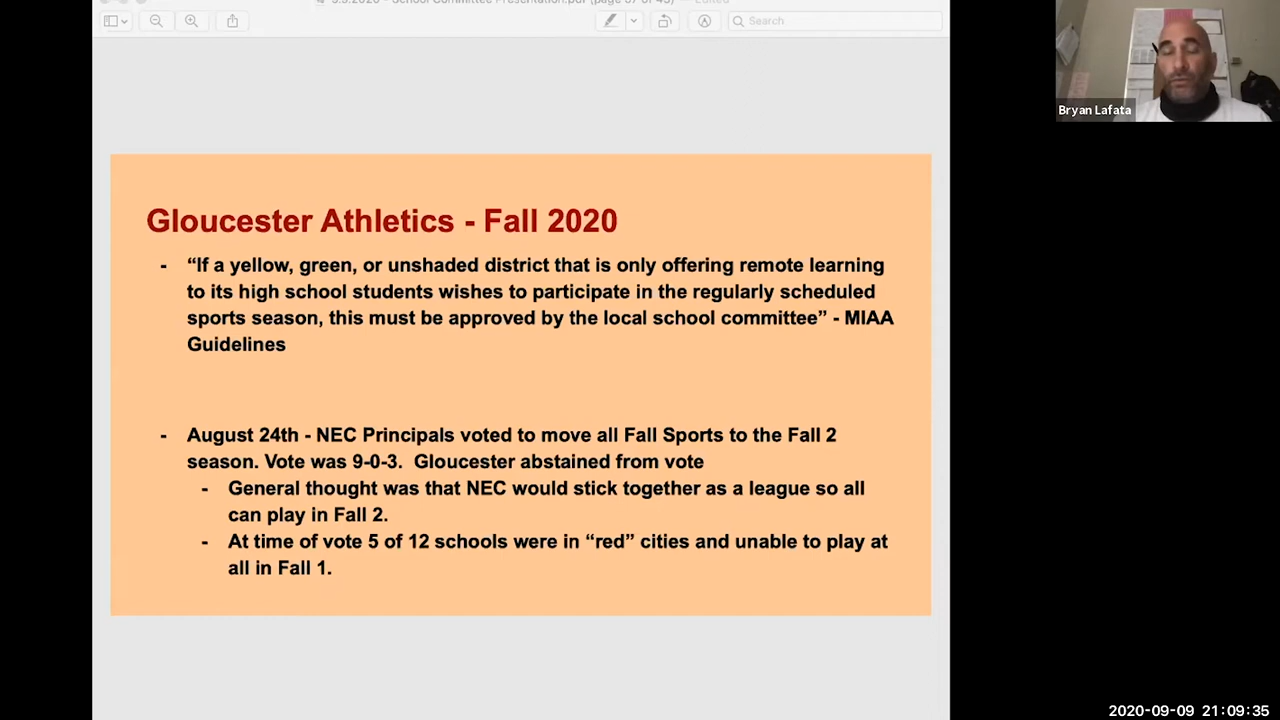 Search
Bryan Lafata
Gloucester Athletics - Fall 2020
- “If a yellow, green, or unshaded district that is only offering remote learning
to its high school students wishes to participate in the regularly scheduled
sports season, this must be approved by the local school committee” - MIAA
Guidelines
- August 24th - NEC Principals voted to move all Fall Sports to the Fall 2
season. Vote was 9-0-3. Gloucester abstained from vote
- General thought was that NEC would stick together as a league so all
can play in Fall 2.
- At time of vote 5 of 12 schools were in “red” cities and unable to play at
all in Fall 1.
2020-09-09 21:09:35